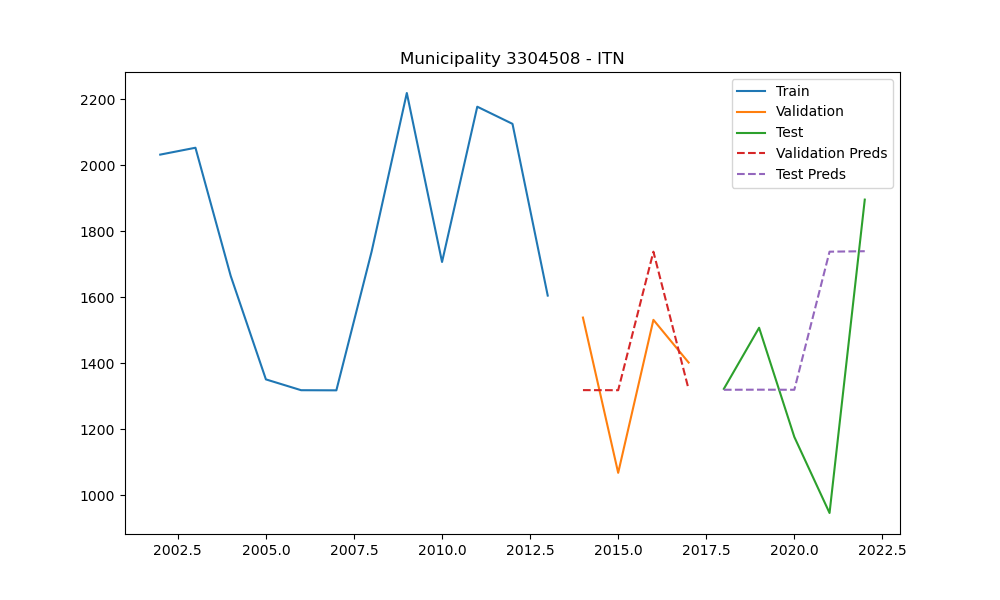 Municipality 3304508 - ITN
Train
Validation
Test
Validation Preds
Test Preds
2200
2000
1800
1600
1400
1200
1000
2002.5 2005.0 2007.5 2010.0 2012.5 2015.0 2017.5 2020.0 2022.5